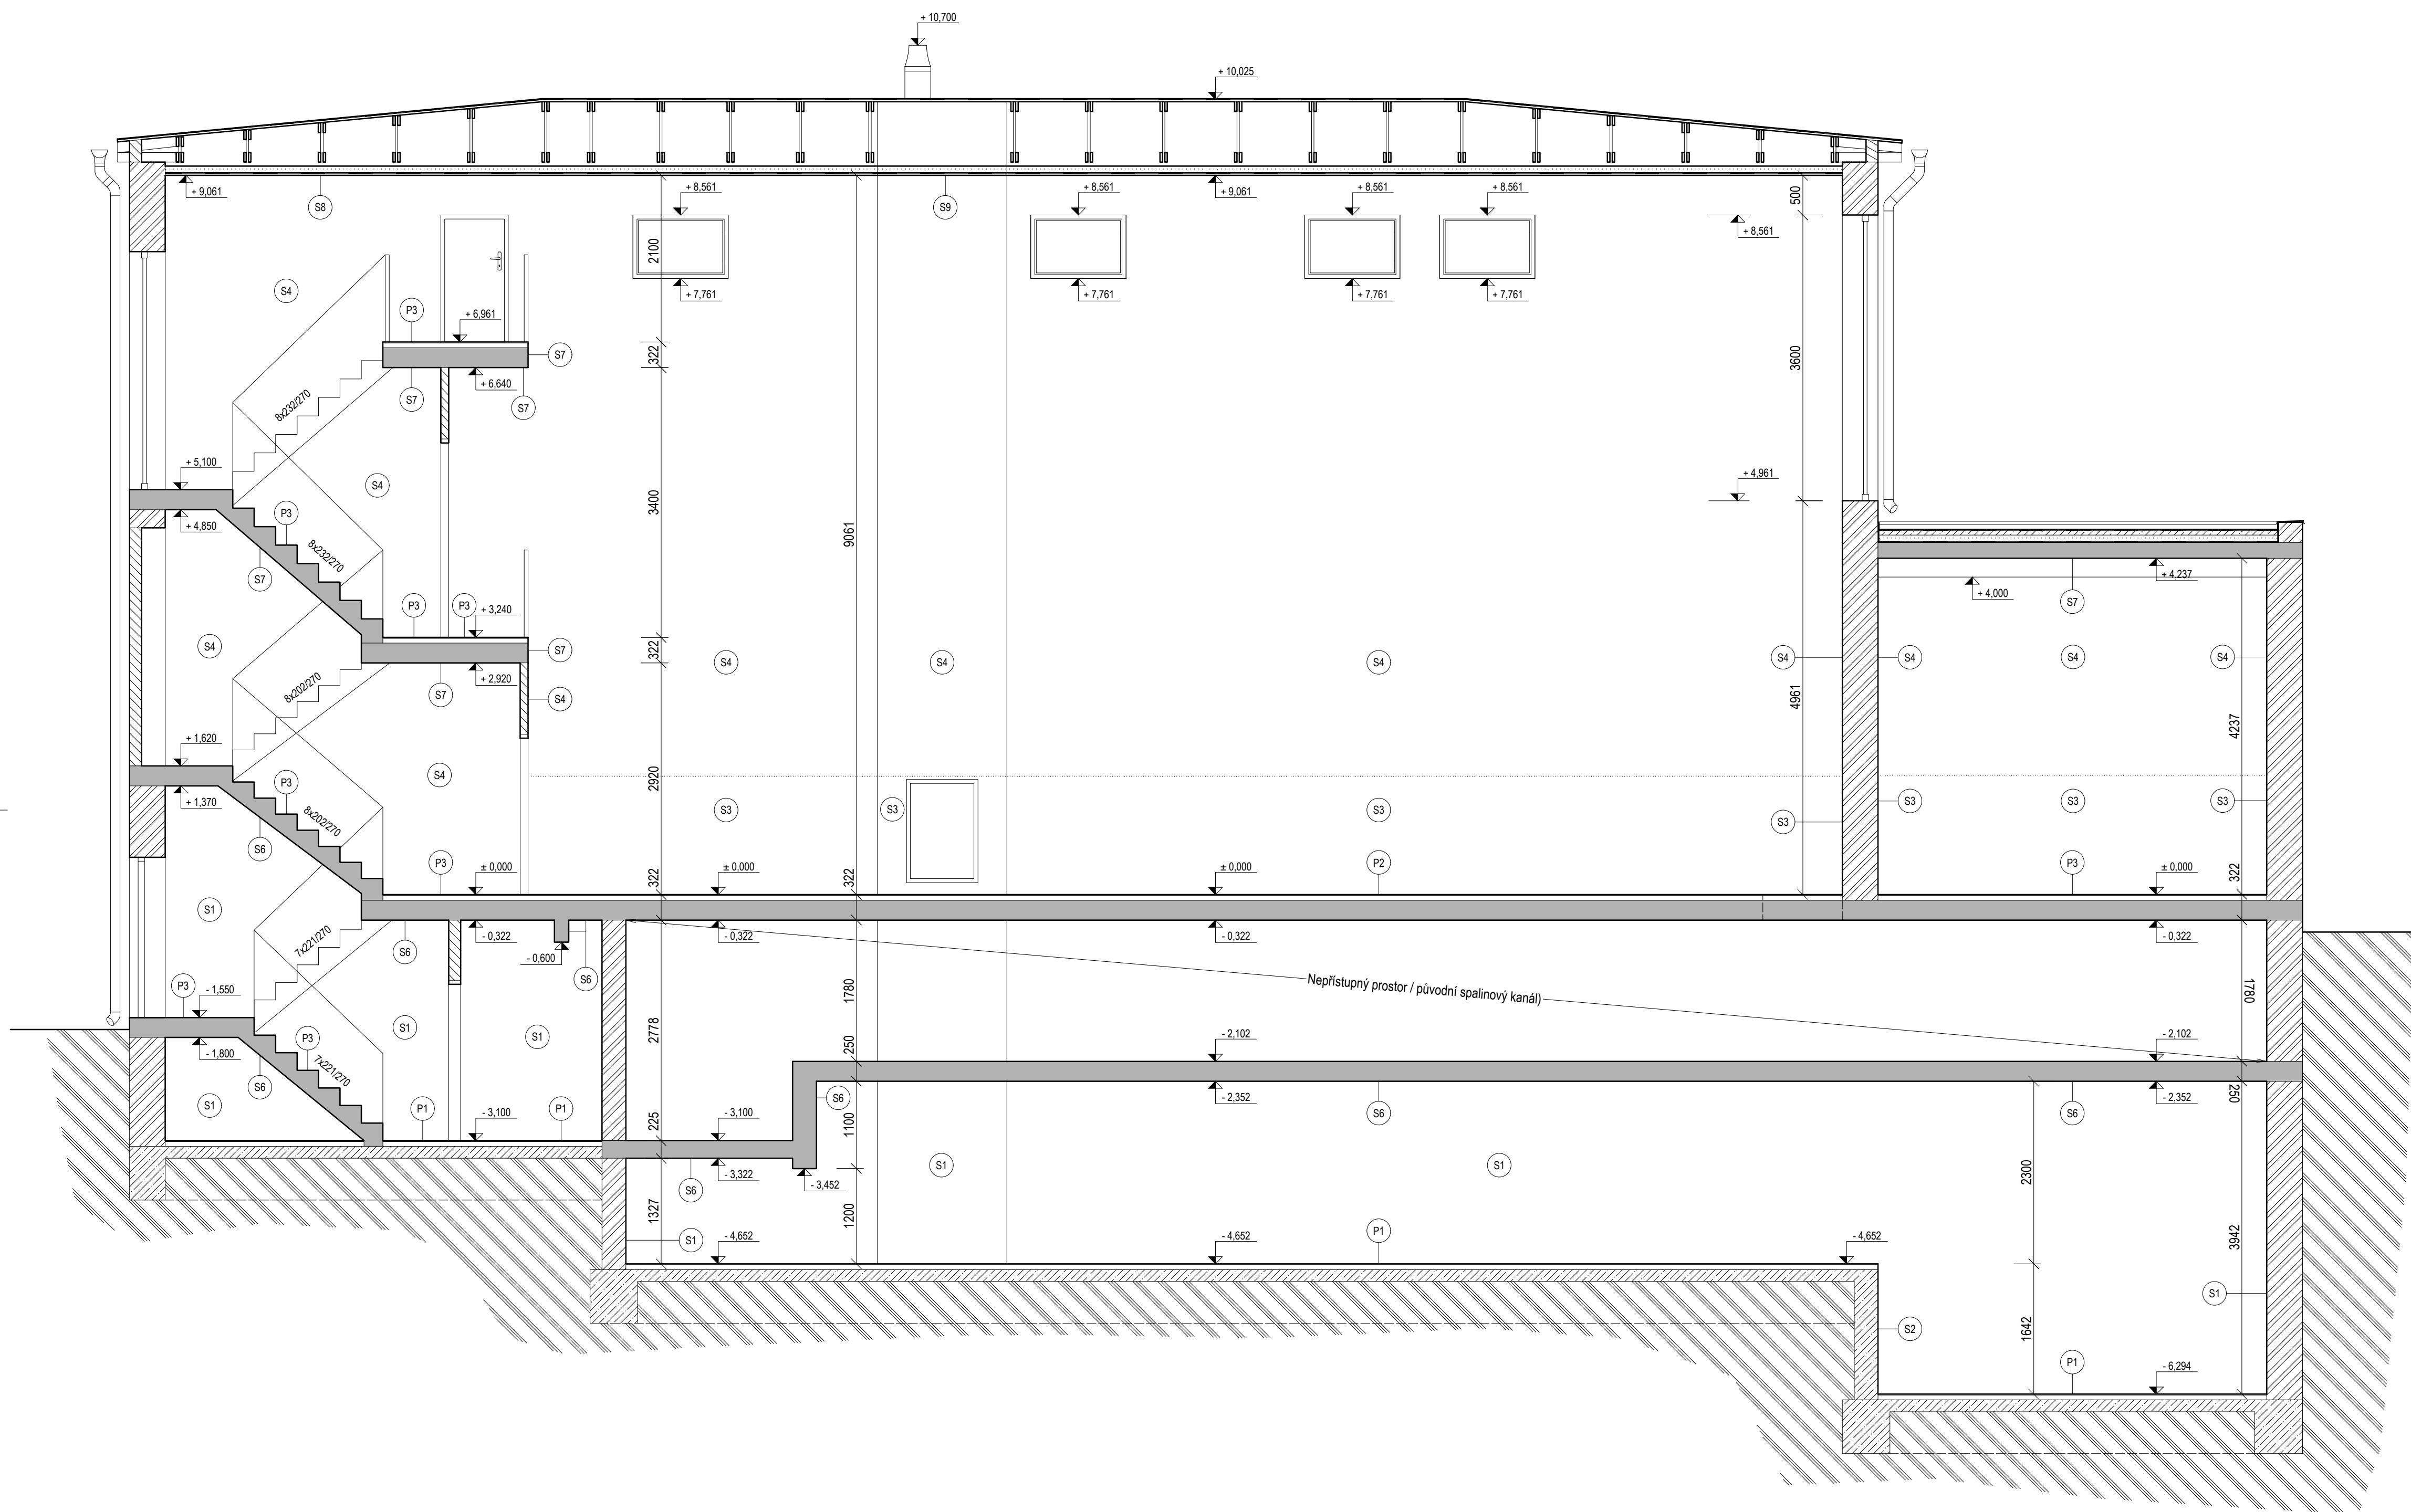 + 10,700
+ 10,025
+ 9,061
S8
+ 8,561
S9
+ 8,561
+ 9,061
+ 8,561
+ 8,561
500
+ 8,561
2100
S4
+ 7,761
+ 7,761
+ 7,761
+ 7,761
P3
+ 6,961
322
S7
3600
+ 6,640
S7
S7
8x232/270
+ 5,100
S4
+ 4,961
3400
9061
P3
+ 4,850
8x232/270
S7
+ 4,237
+ 4,000
S7
P3
P3
+ 3,240
S4
322
S7
S4
S4
S4
S4
S4
S4
S4
+ 2,920
8x202/270
S7
S4
4961
4237
+ 1,620
S4
2920
P3
+ 1,370
8x202/270
S3
S3
S3
S3
S3
S3
S3
S6
P3
± 0,000
± 0,000
± 0,000
P2
P3
± 0,000
322
322
322
S1
- 0,322
- 0,322
- 0,322
- 0,322
7x221/270
S6
- 0,600
S6
Nepřístupný prostor / původní spalinový kanál)
P3
- 1,550
1780
1780
S1
S1
2778
P3
- 1,800
7x221/270
250
- 2,102
- 2,102
S6
S1
P1
P1
- 3,100
225
- 3,100
S6
1100
- 2,352
S6
S6
- 2,352
250
- 3,322
S6
- 3,452
S1
S1
2300
1327
1200
S1
- 4,652
- 4,652
P1
- 4,652
3942
S1
S2
1642
P1
- 6,294